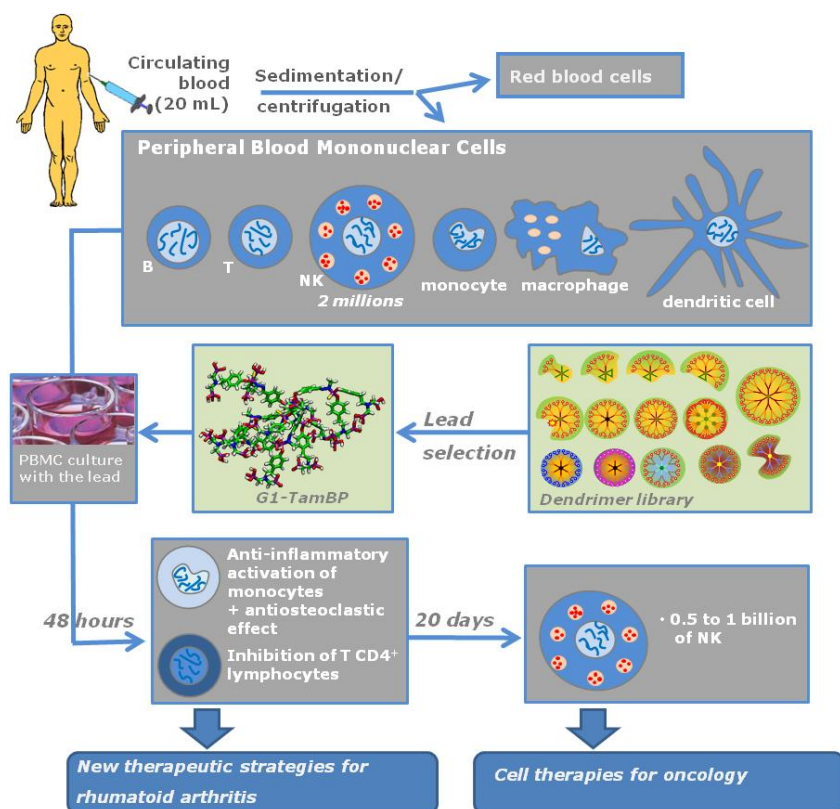 Circulating
blood
(20 mL)
Sedimentation/
centrifugation
Red blood cells
Peripheral Blood Mononuclear Cells
B
T
NK
2 millions
monocyte
macrophage
dendritic cell
PBMC culture
with the lead
G1-TamBP
Lead
selection
Dendrimer library
48 hours
Anti-inflammatory
activation of
monocytes
+ antiosteoclastic
effect
Inhibition of T CD4⁺
lymphocytes
20 days
· 0.5 to 1 billion
of NK
New therapeutic strategies for
rhumatoid arthritis
Cell therapies for oncology